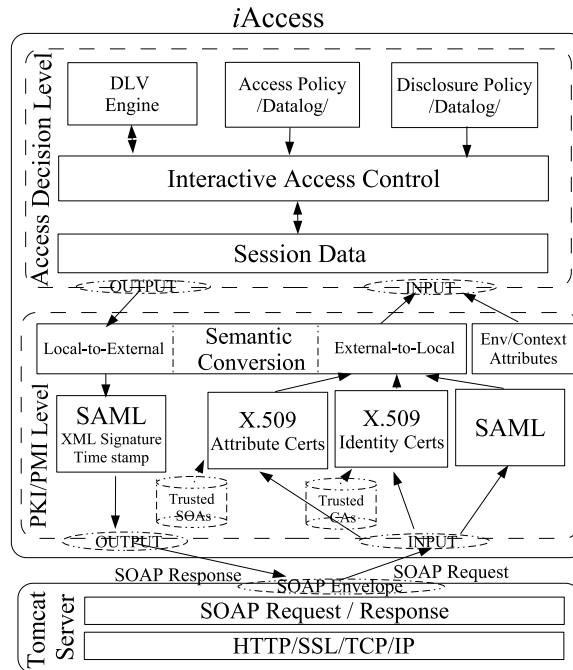 iAccess
Access Decision Level
DLV
Engine
Access Policy
/Datalog/
Disclosure Policy
/Datalog/
Interactive Access Control
Session Data
OUTPUT
INPUT
PKI/PMI Level
Local-to-External
Semantic
Conversion
External-to-Local
Env/Context
Attributes
SAML
XML Signature
Time stamp
X.509
Attribute Certs
X.509
Identity Certs
SAML
Trusted
SOAs
Trusted
CAs
OUTPUT
INPUT
SOAP Response
SOAP Envelope
SOAP Request
Tomcat
Server
SOAP Request / Response
HTTP/SSL/TCP/IP